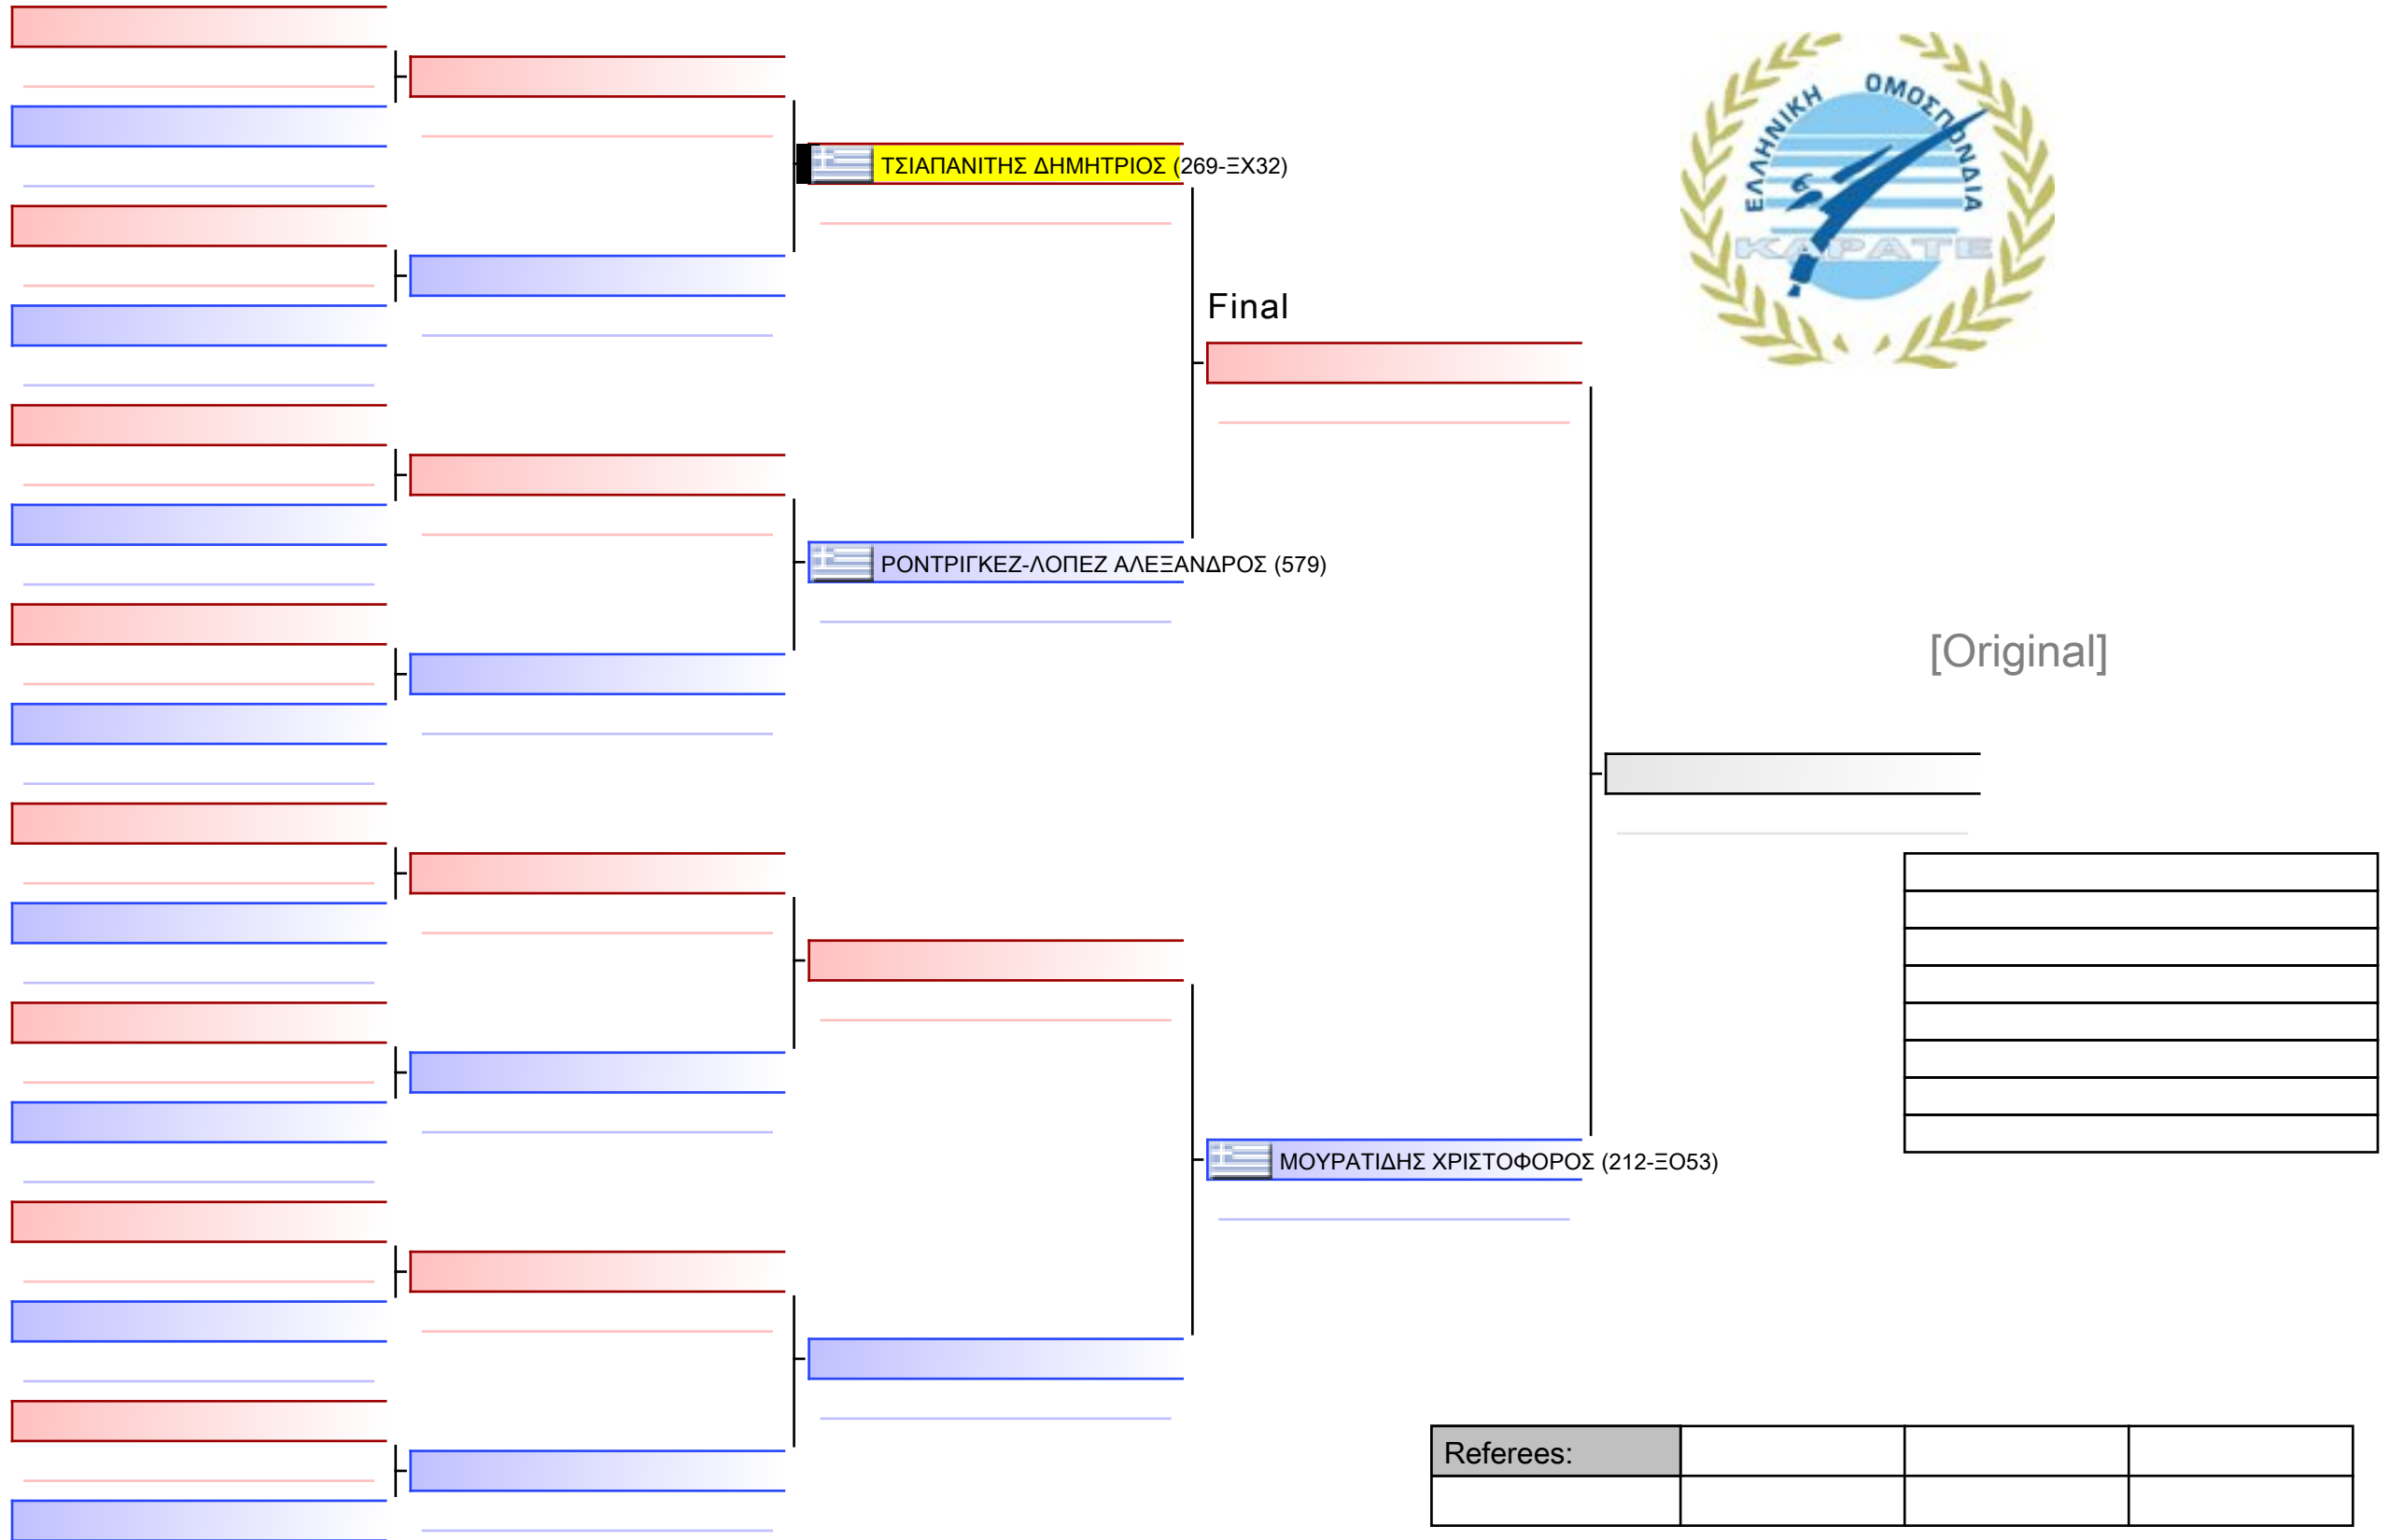 ΕΛΛΗΝΙΚΗ ΟΜΟΣΠΟΝΔΙΑ
ΚΑΡΑΤΕ
ΤΣΙΑΠΑΝΙΤΗΣ ΔΗΜΗΤΡΙΟΣ (269-ΞΧ32)
Final
ΡΟΝΤΡΙΓΚΕΖ-ΛΟΠΕΖ ΑΛΕΞΑΝΔΡΟΣ (579)
[Original]
ΜΟΥΡΑΤΙΔΗΣ ΧΡΙΣΤΟΦΟΡΟΣ (212-ΞΟ53)
Referees: